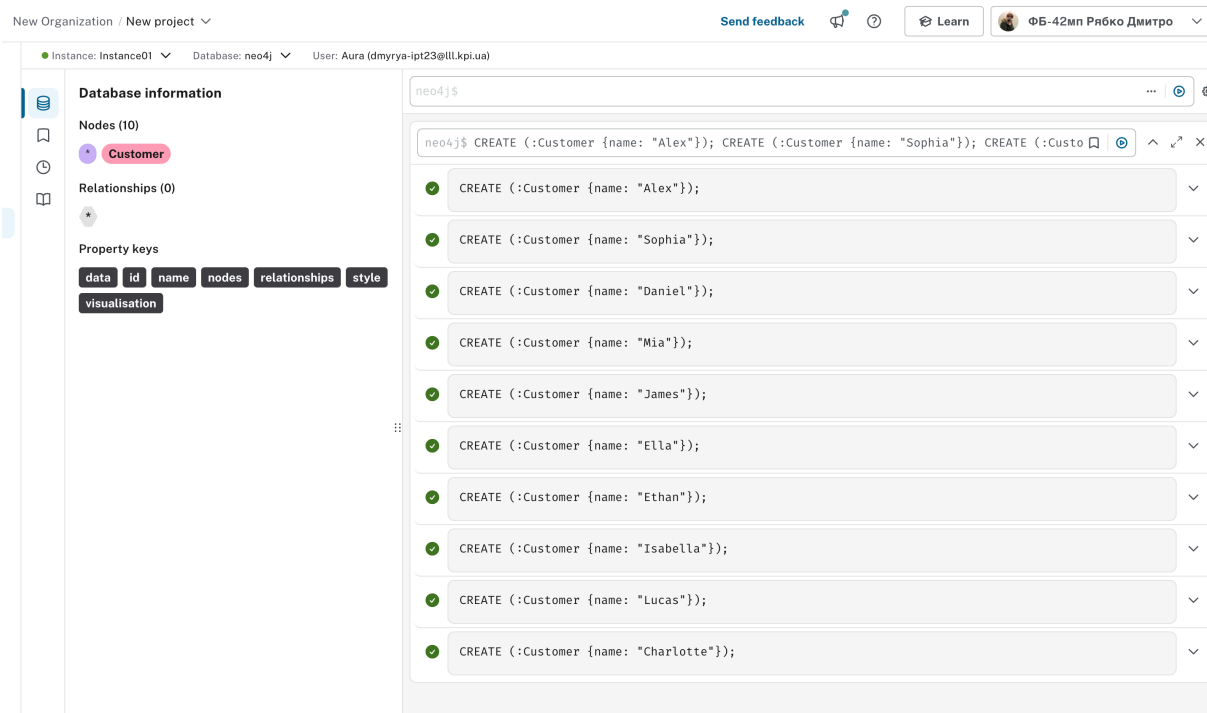 New Organization / New project
Send feedback
Learn
ФБ-42мп Рябко Дмитро
Instance: Instance01
Database: neo4j
User: Aura (dmyrya-ipt23@lll.kpi.ua)
Database information
Nodes (10)
* Customer
Relationships (0)
*
Property keys
data id name nodes relationships style
visualisation
neo4j$
neo4j$ CREATE (:Customer {name: "Alex"}); CREATE (:Customer {name: "Sophia"}); CREATE (:Custo
CREATE (:Customer {name: "Alex"});
CREATE (:Customer {name: "Sophia"});
CREATE (:Customer {name: "Daniel"});
CREATE (:Customer {name: "Mia"});
CREATE (:Customer {name: "James"});
CREATE (:Customer {name: "Ella"});
CREATE (:Customer {name: "Ethan"});
CREATE (:Customer {name: "Isabella"});
CREATE (:Customer {name: "Lucas"});
CREATE (:Customer {name: "Charlotte"});